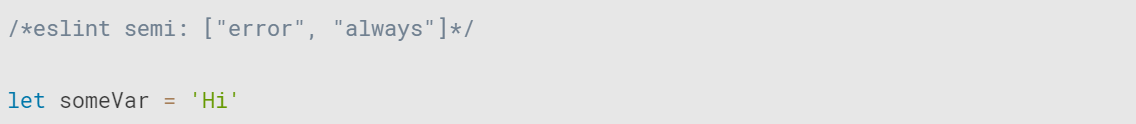 /*eslint semi: ["error", "always"]*/
let someVar = 'Hi'